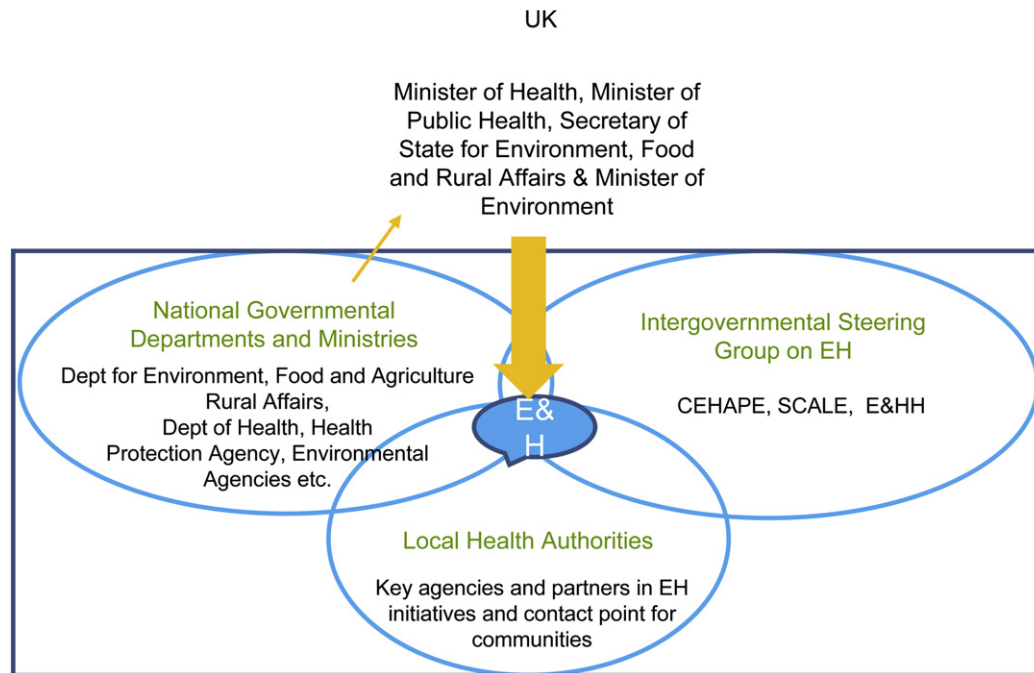 UK
Minister of Health, Minister of
Public Health, Secretary of
State for Environment, Food
and Rural Affairs & Minister of
Environment
National Governmental
Departments and Ministries
Dept for Environment, Food and Agriculture
Rural Affairs,
Dept of Health, Health
Protection Agency, Environmental
Agencies etc.
Intergovernmental Steering
Group on EH
CEHAPE, SCALE, E&HH
E&
H
Local Health Authorities
Key agencies and partners in EH
initiatives and contact point for
communities